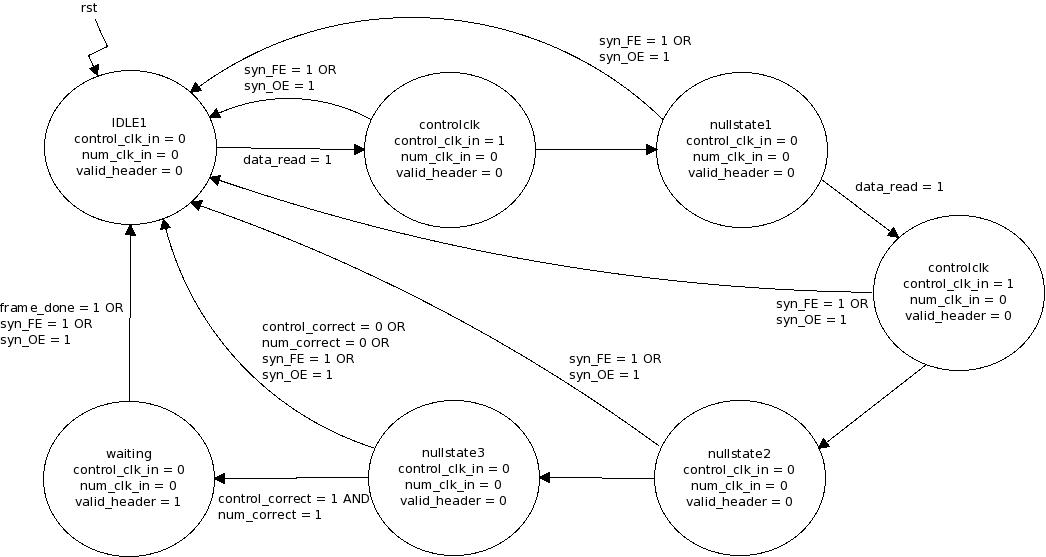 rst
syn_FE = 1 OR
syn_OE = 1
syn_FE = 1 OR
syn_OE = 1
IDLE1
control_clk_in = 0
num_clk_in = 0
valid_header = 0
data_read = 1
controlclk
control_clk_in = 1
num_clk_in = 0
valid_header = 0
nullstate1
control_clk_in = 0
num_clk_in = 0
valid_header = 0
data_read = 1
controlclk
control_clk_in = 1
num_clk_in = 0
valid_header = 0
syn_FE = 1 OR
syn_OE = 1
frame_done = 1 OR
syn_FE = 1 OR
syn_OE = 1
control_correct = 0 OR
num_correct = 0 OR
syn_FE = 1 OR
syn_OE = 1
syn_FE = 1 OR
syn_OE = 1
waiting
control_clk_in = 0
num_clk_in = 0
valid_header = 1
control_correct = 1 AND
num_correct = 1
nullstate3
control_clk_in = 0
num_clk_in = 0
valid_header = 0
nullstate2
control_clk_in = 0
num_clk_in = 0
valid_header = 0